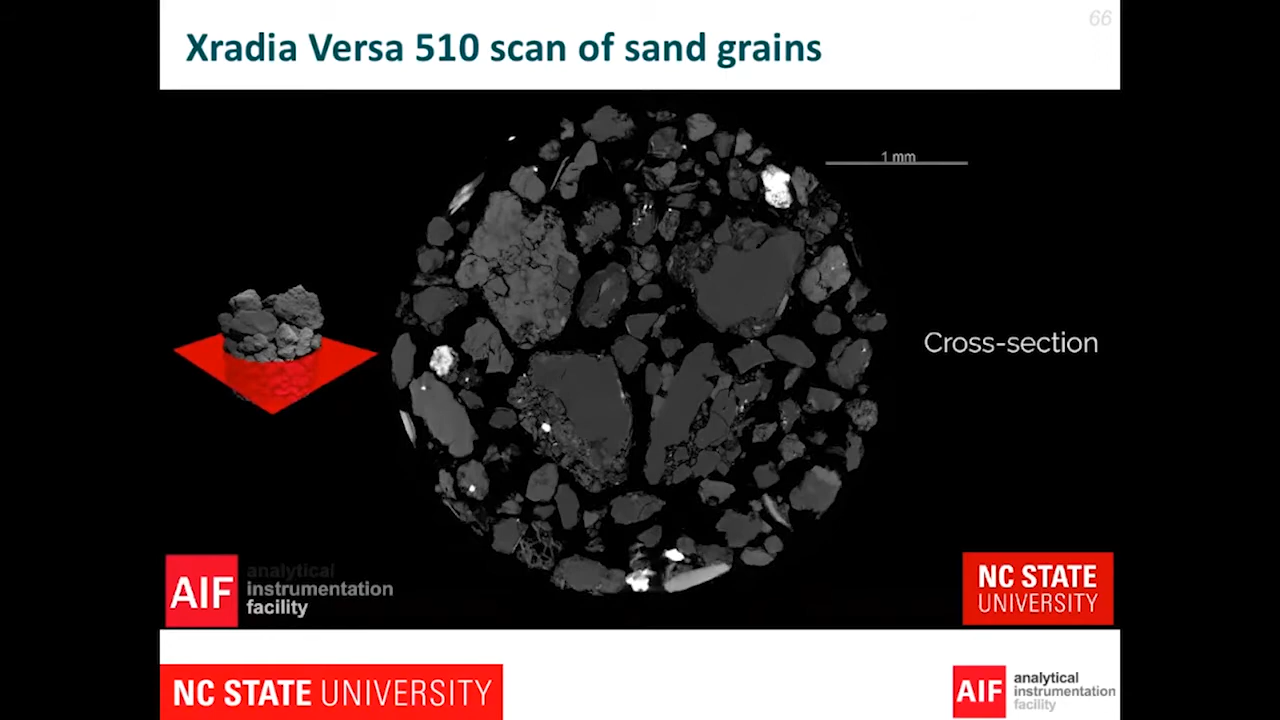 66
Xradia Versa 510 scan of sand grains
1 mm
Cross-section
AIF
analytical
instrumentation
facility
NC STATE
UNIVERSITY
NC STATE UNIVERSITY
AIF
analytical
instrumentation
facility